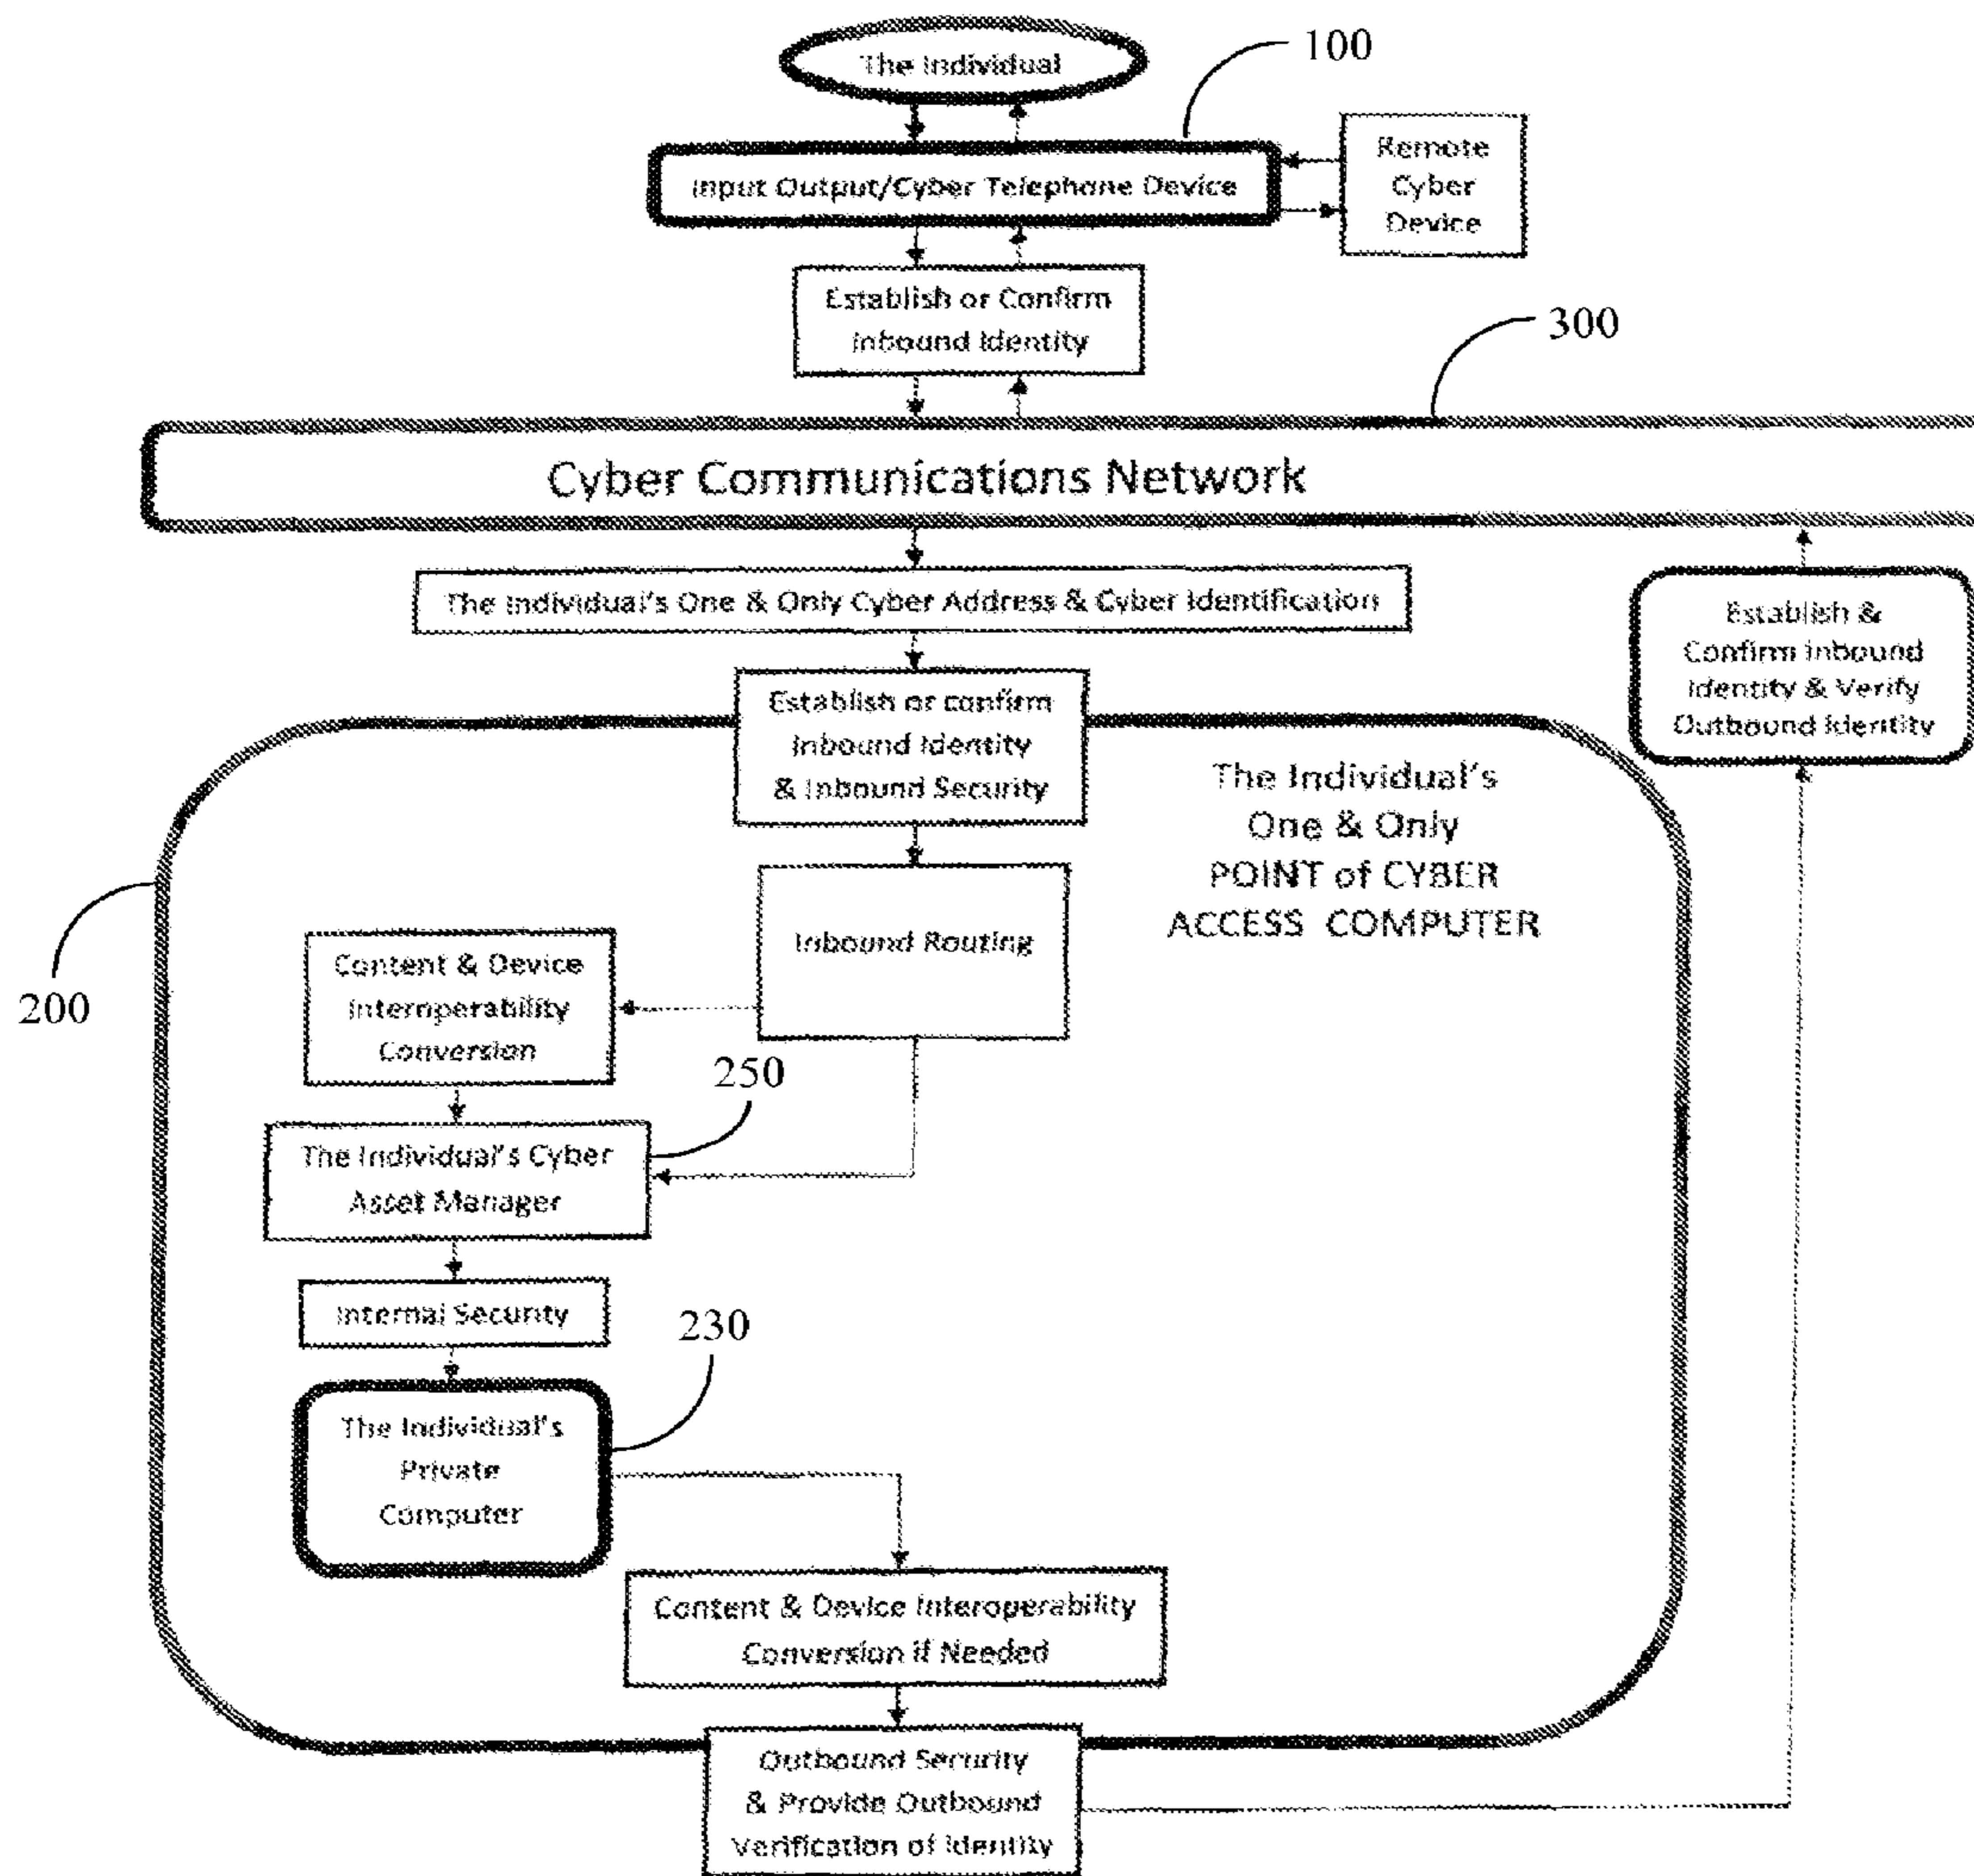 The Individual
100
Input Output/Cyber Telephone Device
Remote
Cyber
Device
Establish or Confirm
Inbound Identity
300
Cyber Communications Network
The Individual's One & Only Cyber Address & Cyber Identification
Establish &
Confirm Inbound
Identity & Verify
Outbound Identity
Establish or confirm
Inbound Identity
& Inbound Security
The Individual's
One & Only
POINT of CYBER
ACCESS COMPUTER
200
Inbound Routing
Content & Device
Interoperability
Conversion
250
The Individual's Cyber
Asset Manager
Internal Security
230
The Individual's
Private
Computer
Content & Device Interoperability
Conversion if Needed
Outbound Security
& Provide Outbound
Verification of Identity